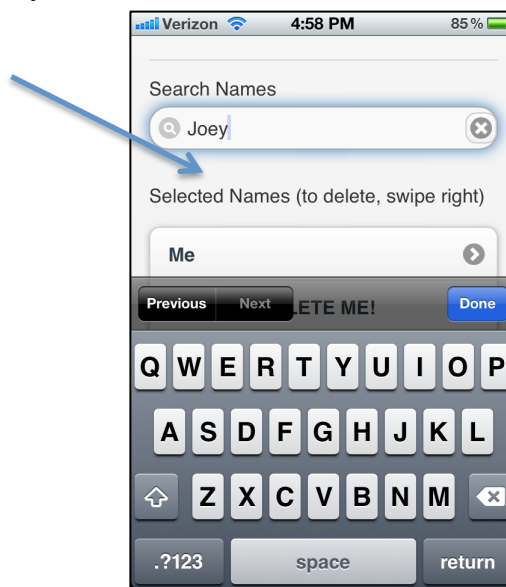 Verizon 4:58 PM 85%
Search Names
Joey
Selected Names (to delete, swipe right)
Me
Previous Next ETE ME! Done
Q W E R T Y U I O P
A S D F G H J K L
Z X C V B N M
.?123 space return